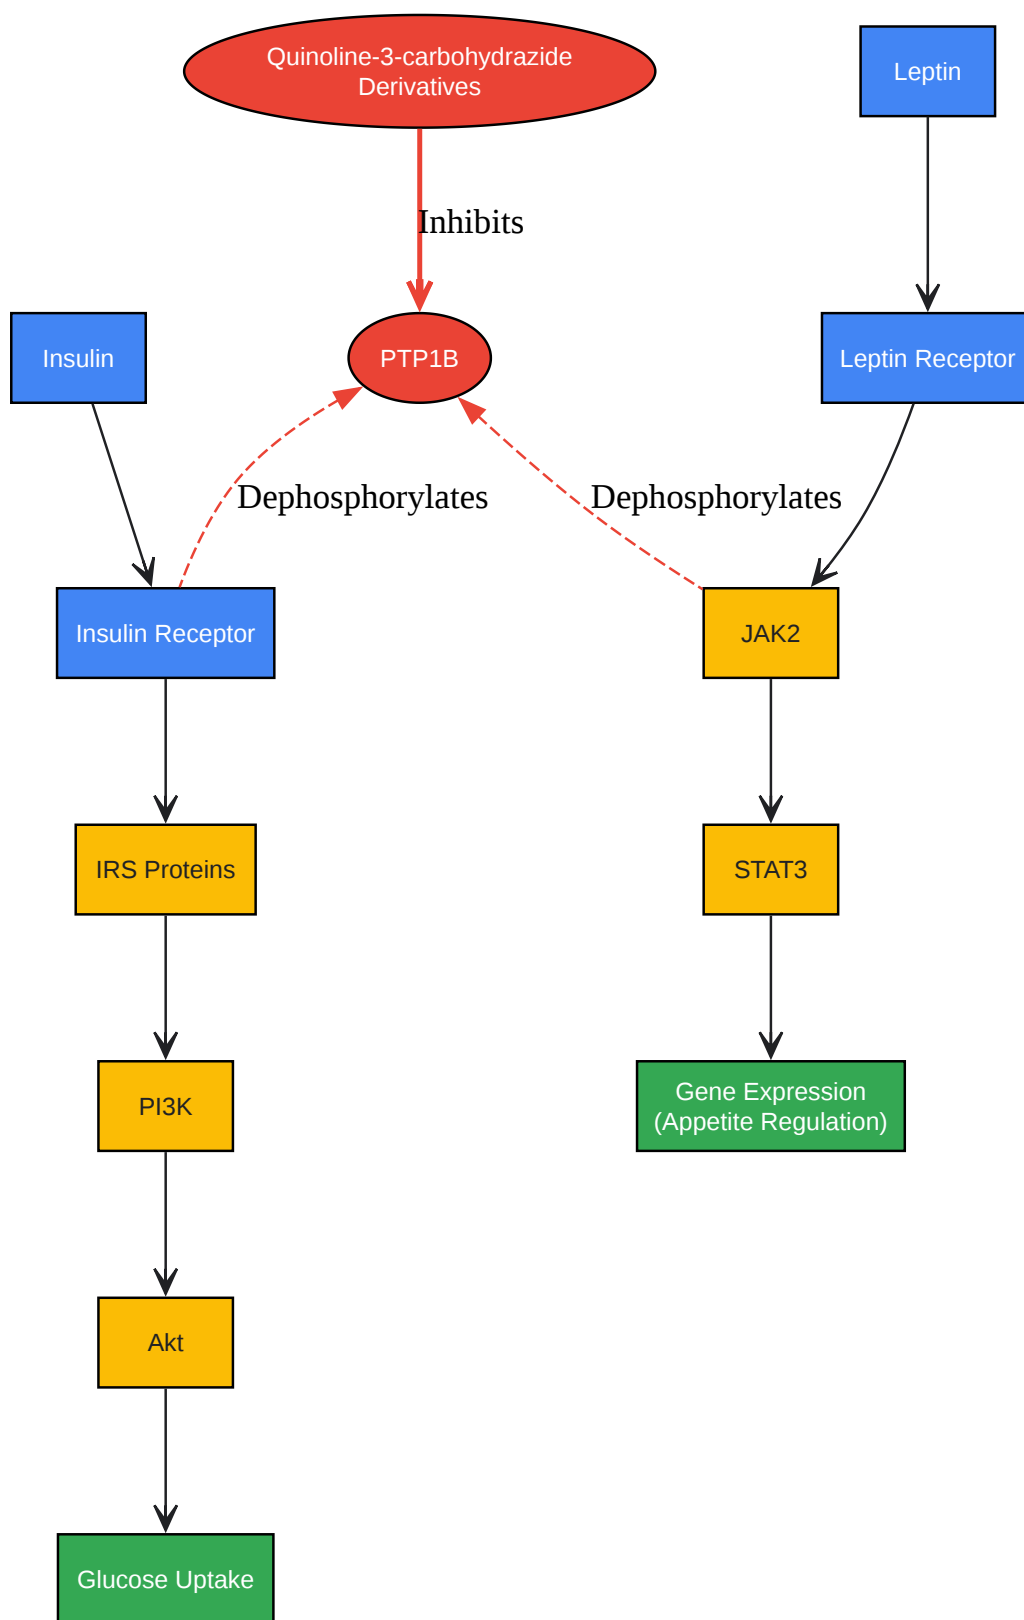 Quinoline-3-carbohydrazide
Derivatives
Leptin
Inhibits
Insulin
PTP1B
Leptin Receptor
Dephosphorylates
Dephosphorylates
Insulin Receptor
JAK2
IRS Proteins
STAT3
PI3K
Gene Expression
(Appetite Regulation)
Akt
Glucose Uptake